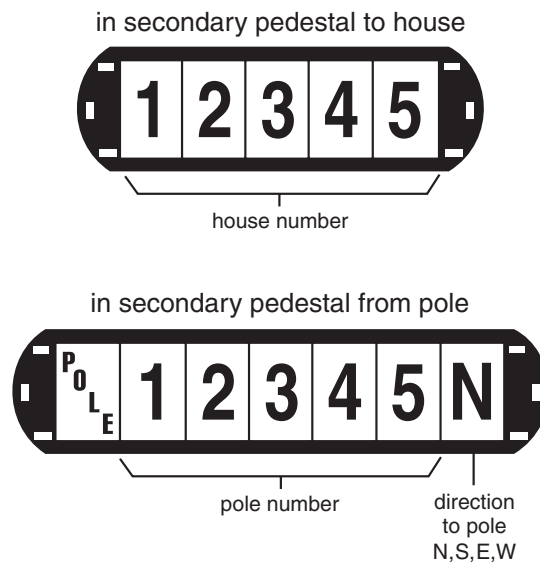 in secondary pedestal to house
1 2 3 4 5
house number
in secondary pedestal from pole
POLE 1 2 3 4 5 N
pole number
direction
to pole
N,S,E,W